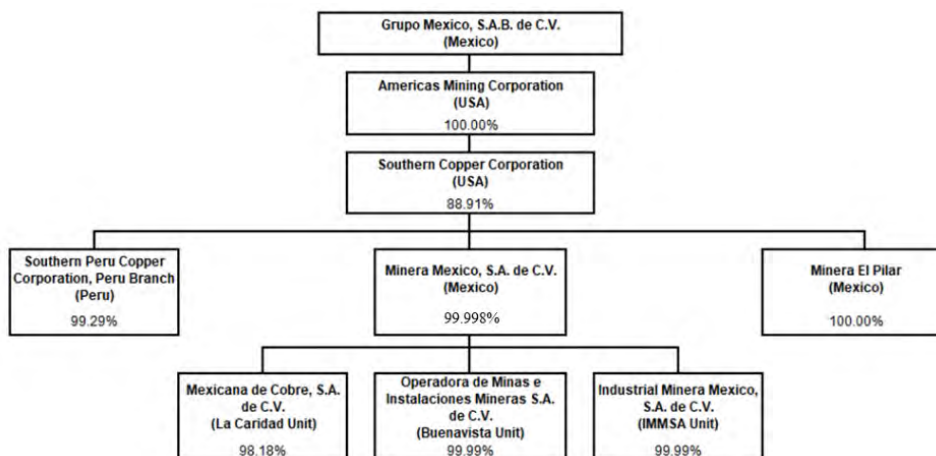 Grupo Mexico, S.A.B. de C.V.
(Mexico)
Americas Mining Corporation
(USA)
100.00%
Southern Copper Corporation
(USA)
88.91%
Southern Peru Copper
Corporation, Peru Branch
(Peru)
99.29%
Minera Mexico, S.A. de C.V.
(Mexico)
99.998%
Minera El Pilar
(Mexico)
100.00%
Mexicana de Cobre, S.A.
de C.V.
(La Caridad Unit)
98.18%
Operadora de Minas e
Instalaciones Mineras S.A.
de C.V.
(Buenavista Unit)
99.99%
Industrial Minera Mexico,
S.A. de C.V.
(IMMSA Unit)
99.99%